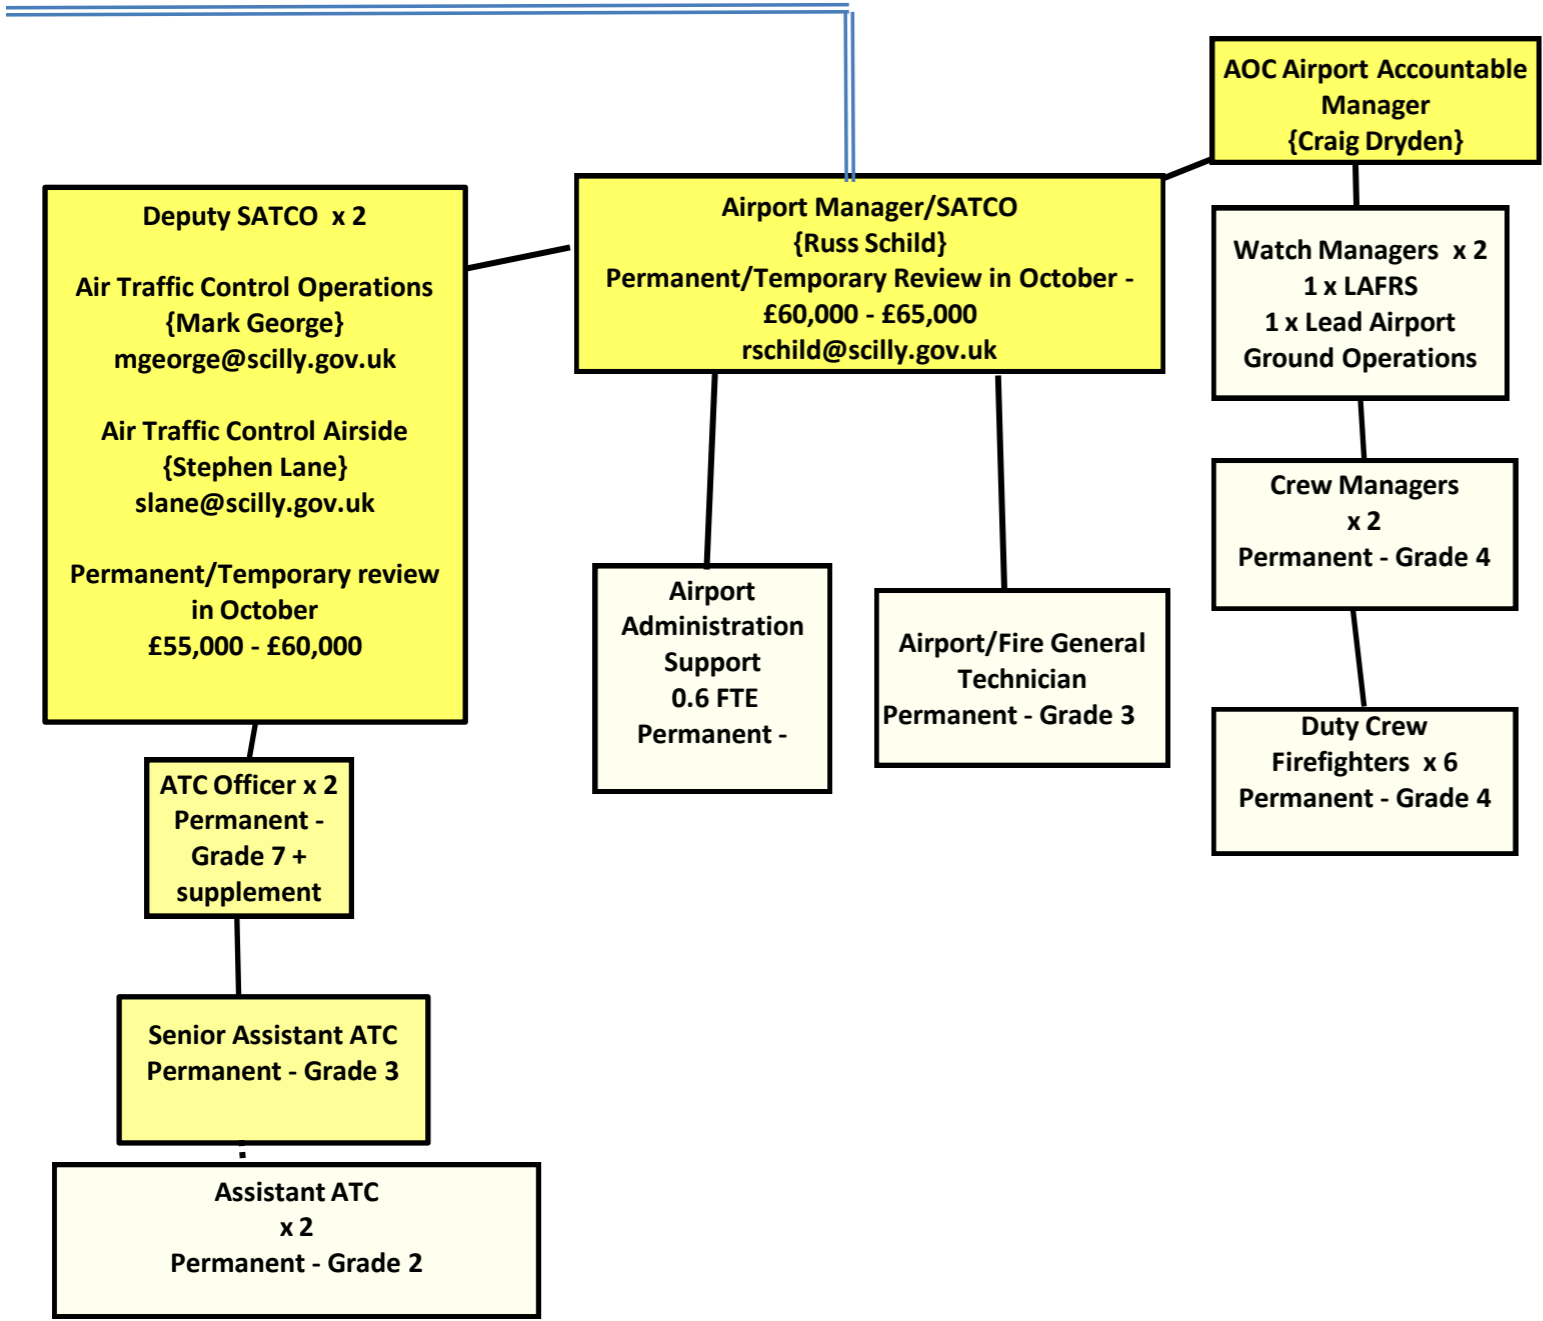 AOC Airport Accountable
Manager
{Craig Dryden}
Airport Manager/SATCO
{Russ Schild}
Permanent/Temporary Review in October -
£60,000 - £65,000
rschild@scilly.gov.uk
Deputy SATCO x 2
Air Traffic Control Operations
{Mark George}
mgeorge@scilly.gov.uk
Air Traffic Control Airside
{Stephen Lane}
slane@scilly.gov.uk
Permanent/Temporary review
in October
£55,000 - £60,000
Watch Managers x 2
1 x LAFRS
1 x Lead Airport
Ground Operations
Crew Managers
x 2
Permanent - Grade 4
Airport
Administration
Support
0.6 FTE
Permanent -
Airport/Fire General
Technician
Permanent - Grade 3
Duty Crew
Firefighters x 6
Permanent - Grade 4
ATC Officer x 2
Permanent -
Grade 7 +
supplement
Senior Assistant ATC
Permanent - Grade 3
Assistant ATC
x 2
Permanent - Grade 2